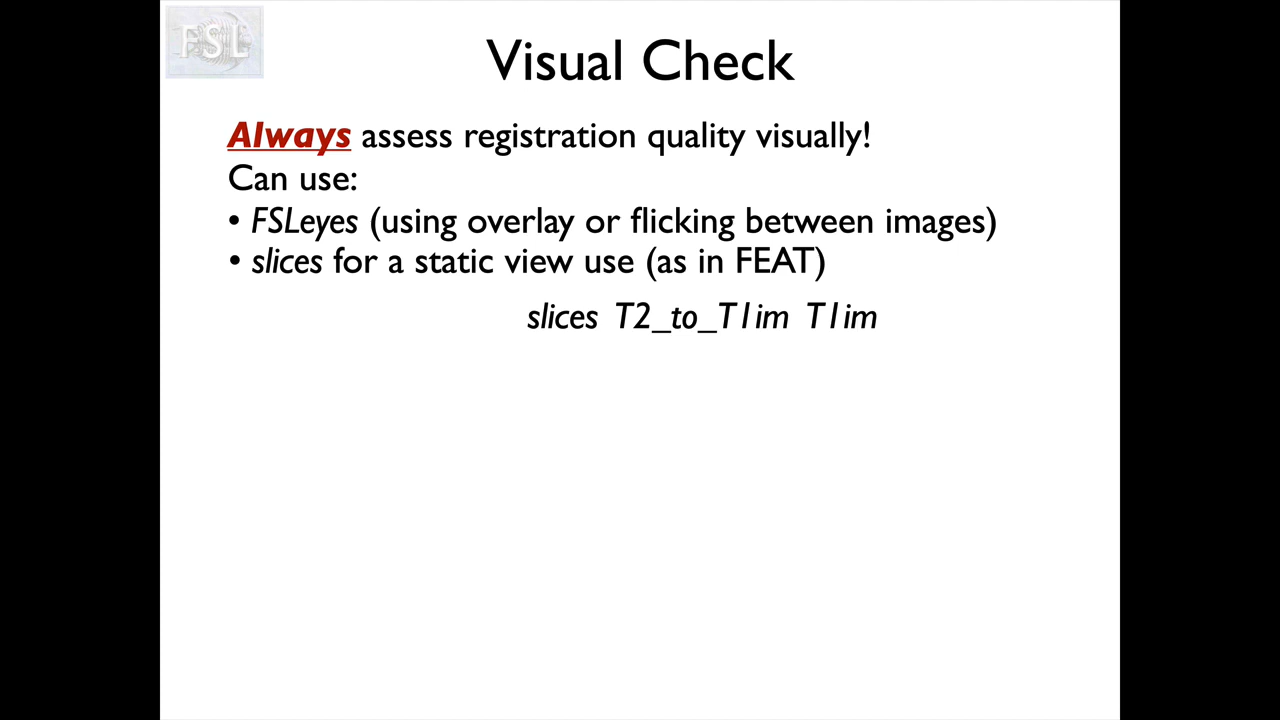 FSL
Visual Check
Always assess registration quality visually!
Can use:
• FSLeyes (using overlay or flicking between images)
• slices for a static view use (as in FEAT)
slices T2_to_T1im T1im